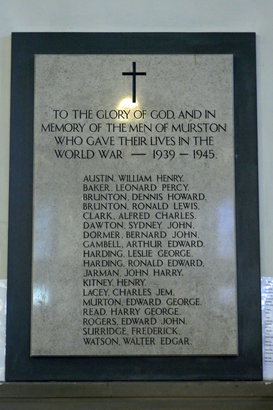 TO THE GLORY OF GOD, AND IN
MEMORY OF THE MEN OF MURSTON
WHO GAVE THEIR LIVES IN THE
WORLD WAR — 1939 – 1945.
AUSTIN, WILLIAM HENRY.
BAKER, LEONARD PERCY.
BRUNTON, DENNIS HOWARD.
BRUNTON, RONALD LEWIS.
CLARK, ALFRED CHARLES.
DAWTON, SYDNEY JOHN.
DORMER, BERNARD JOHN.
GAMBELL, ARTHUR EDWARD.
HARDING, LESLIE GEORGE.
HARDING, RONALD EDWARD.
JARMAN, JOHN HARRY.
KITNEY, HENRY
LACEY, CHARLES JEM.
MURTON, EDWARD GEORGE.
READ, HARRY GEORGE.
ROGERS, EDWARD JOHN.
SURRIDGE, FREDERICK.
WATSON, WALTER EDGAR.